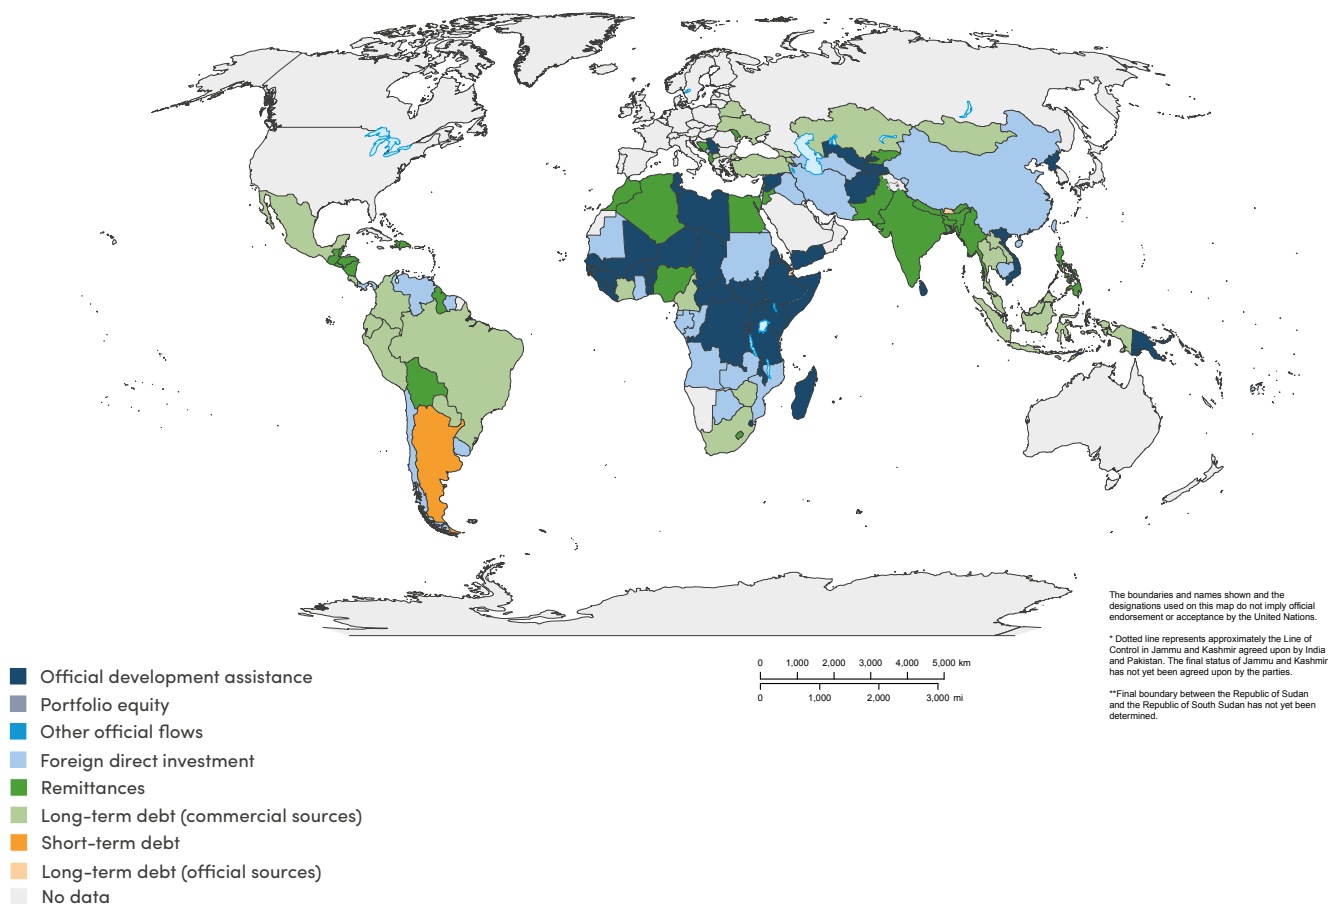 The boundaries and names shown and the
designations used on this map do not imply official
endorsement or acceptance by the United Nations.
* Dotted line represents approximately the Line of
Control in Jammu and Kashmir agreed upon by India
and Pakistan. The final status of Jammu and Kashmir
has not yet been agreed upon by the parties.
**Final boundary between the Republic of Sudan
and the Republic of South Sudan has not yet been
determined.
0 1,000 2,000 3,000 4,000 5,000 km
0 1,000 2,000 3,000 mi
Official development assistance
Portfolio equity
Other official flows
Foreign direct investment
Remittances
Long-term debt (commercial sources)
Short-term debt
Long-term debt (official sources)
No data